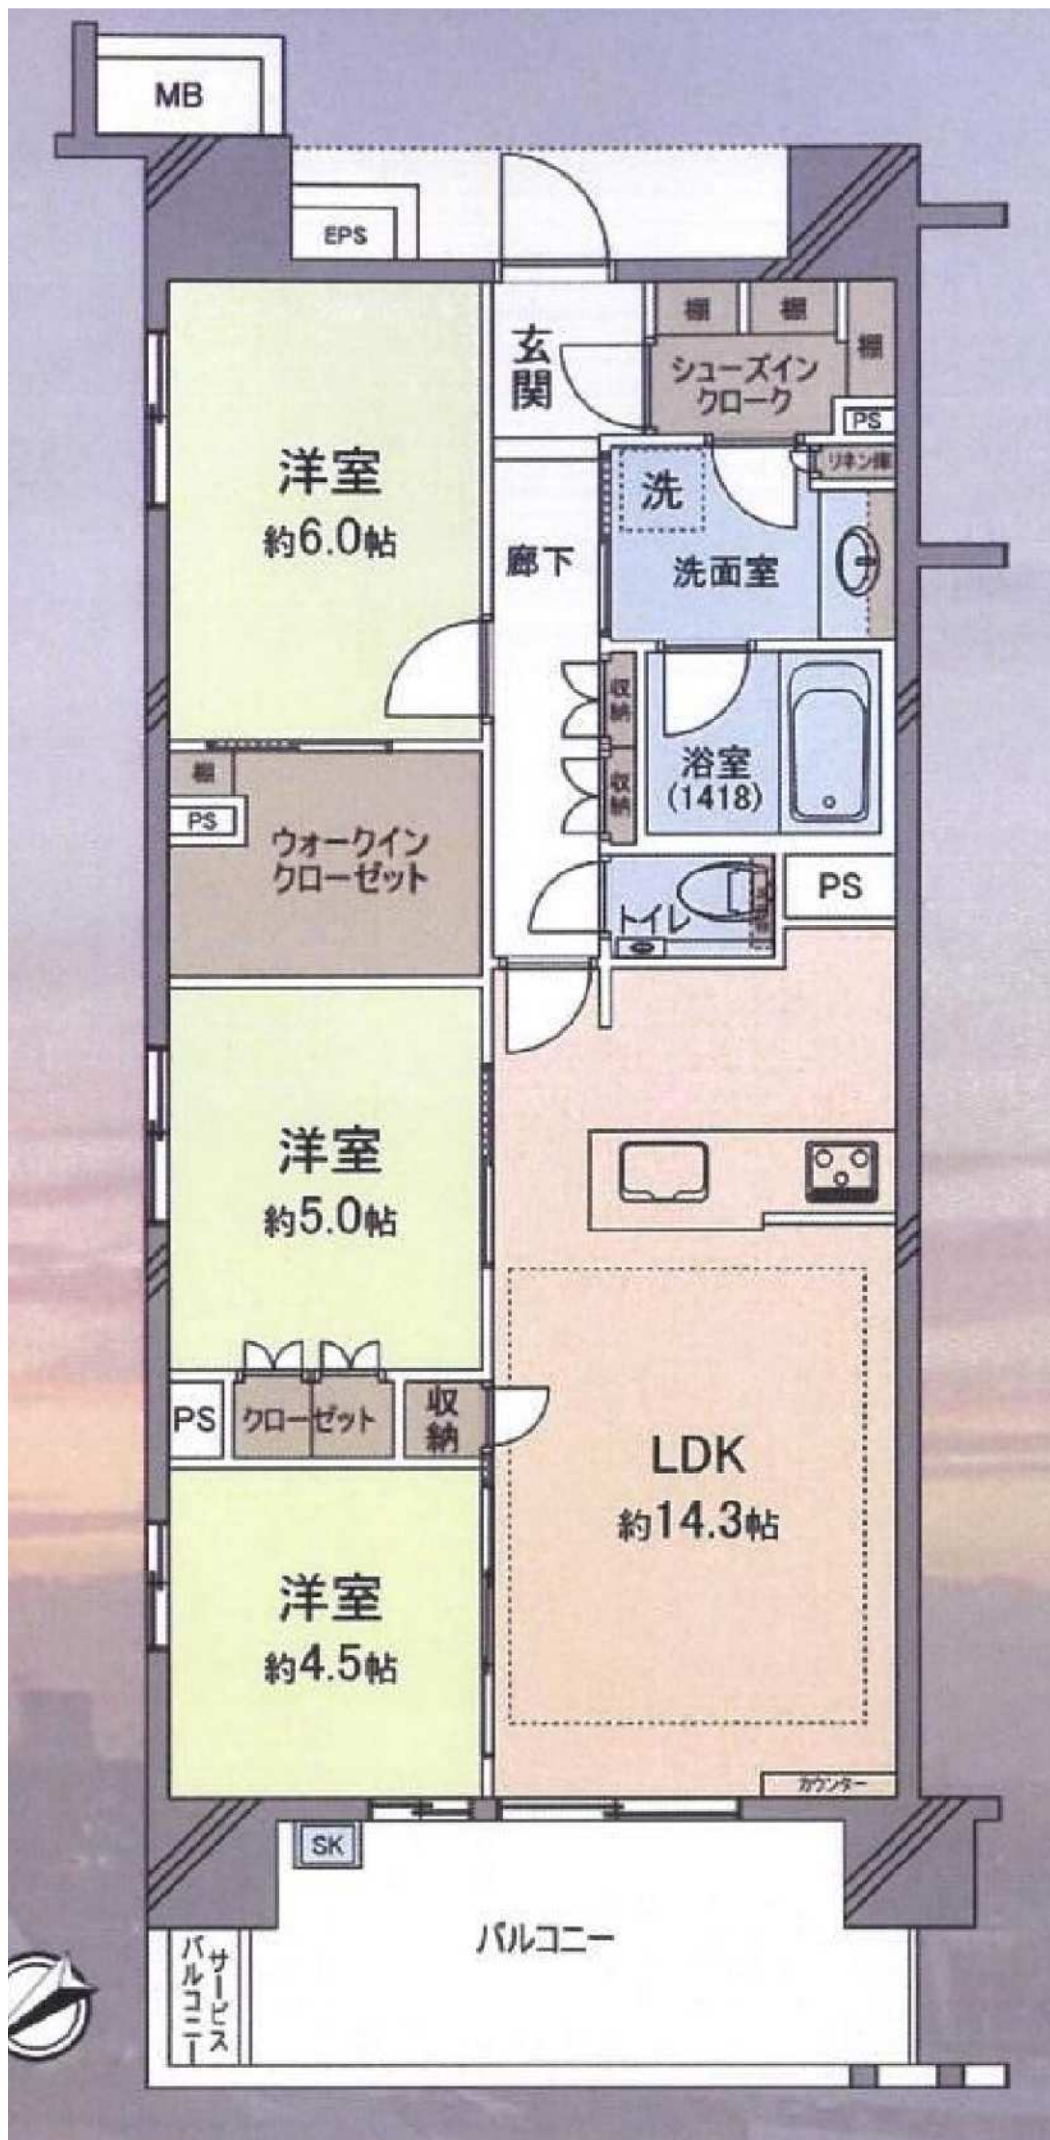 MB
EPS
玄
関
棚
棚
棚
シューズイン
クローク
PS
リネン庫
洋室
約6.0帖
洗
廊下
洗面室
収
納
収
納
浴室
(1418)
棚
PS
ウォークイン
クローゼット
トイレ
PS
洋室
約5.0帖
PS
クローゼット
収
納
LDK
約14.3帖
洋室
約4.5帖
カウンター
SK
バルコニー
サービス
バルコニー